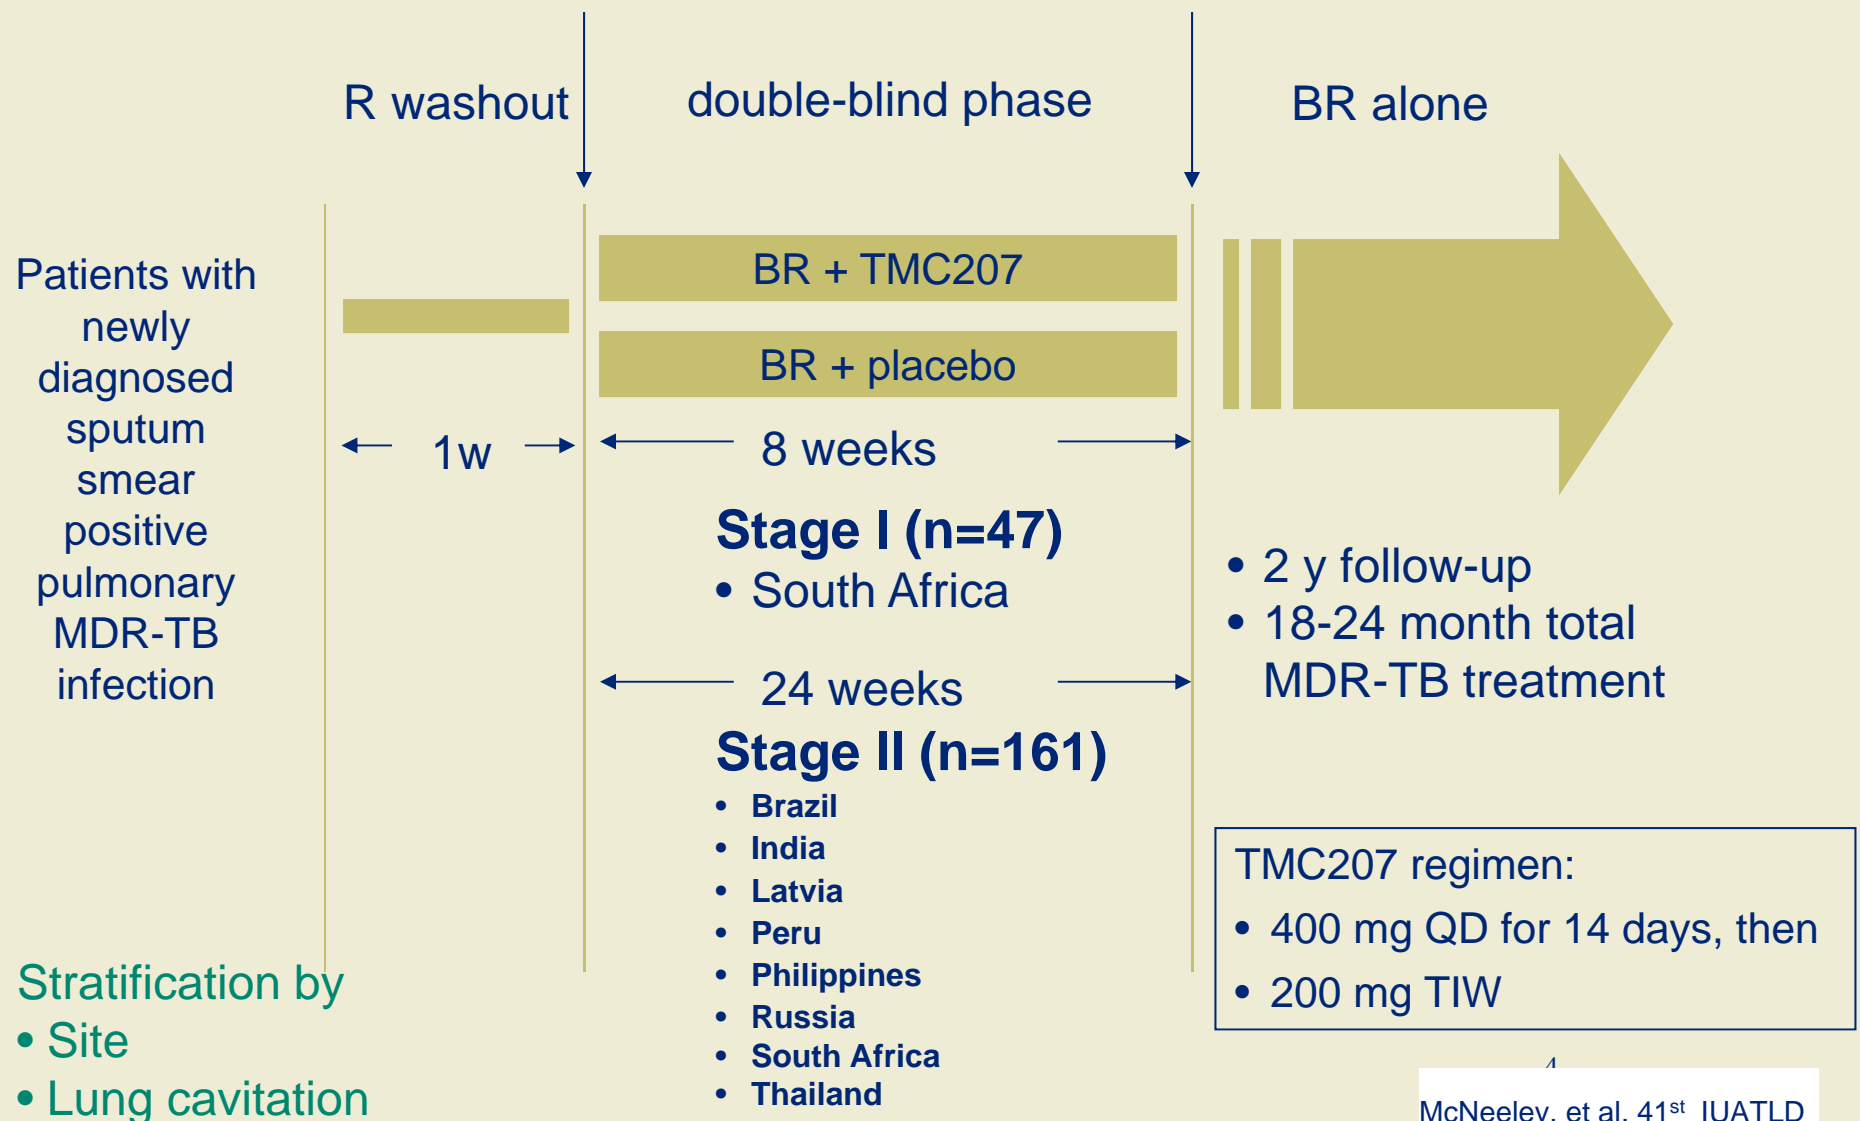 R washout
double-blind phase
BR alone
Patients with
newly
diagnosed
sputum
smear
positive
pulmonary
MDR-TB
infection
BR + TMC207
BR + placebo
1w
8 weeks
Stage I (n=47)
• South Africa
24 weeks
Stage II (n=161)
• Brazil
• India
• Latvia
• Peru
• Philippines
• Russia
• South Africa
• Thailand
• 2 y follow-up
• 18-24 month total
MDR-TB treatment
TMC207 regimen:
• 400 mg QD for 14 days, then
• 200 mg TIW
Stratification by
• Site
• Lung cavitation
4
McNeeley, et al. 41st IUATLD